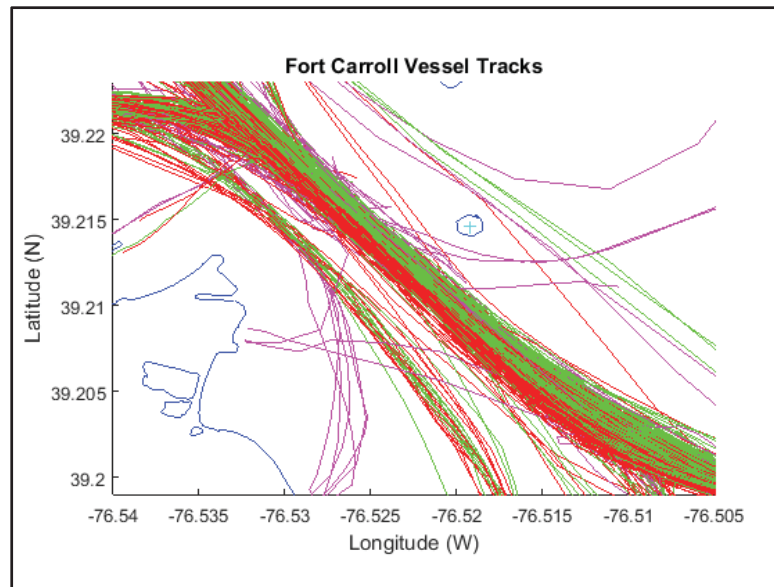 Fort Carroll Vessel Tracks
39.22
39.215
39.21
39.205
39.2
Latitude (N)
-76.54 -76.535 -76.53 -76.525 -76.52 -76.515 -76.51 -76.505
Longitude (W)